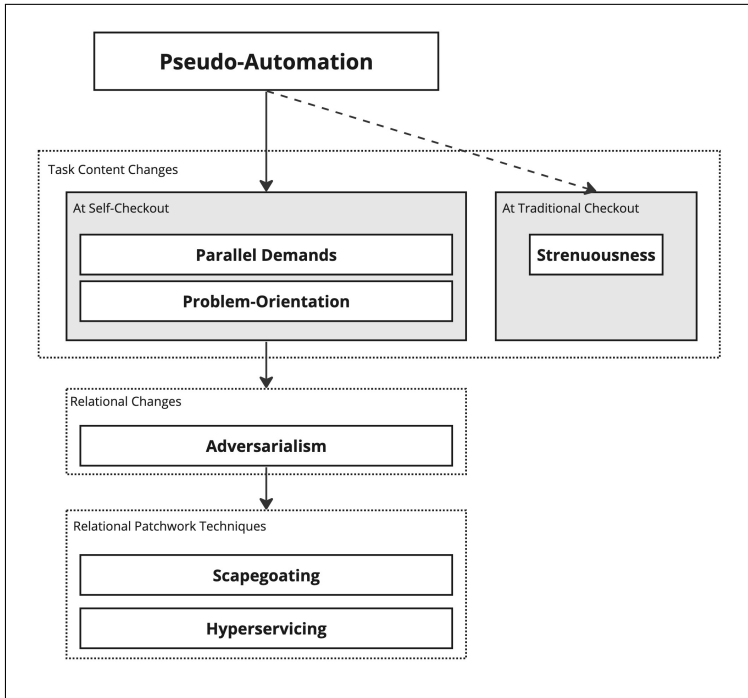 Pseudo-Automation
Task Content Changes
At Self-Checkout
Parallel Demands
Problem-Orientation
At Traditional Checkout
Strenuousness
Relational Changes
Adversarialism
Relational Patchwork Techniques
Scapegoating
Hyperservicing